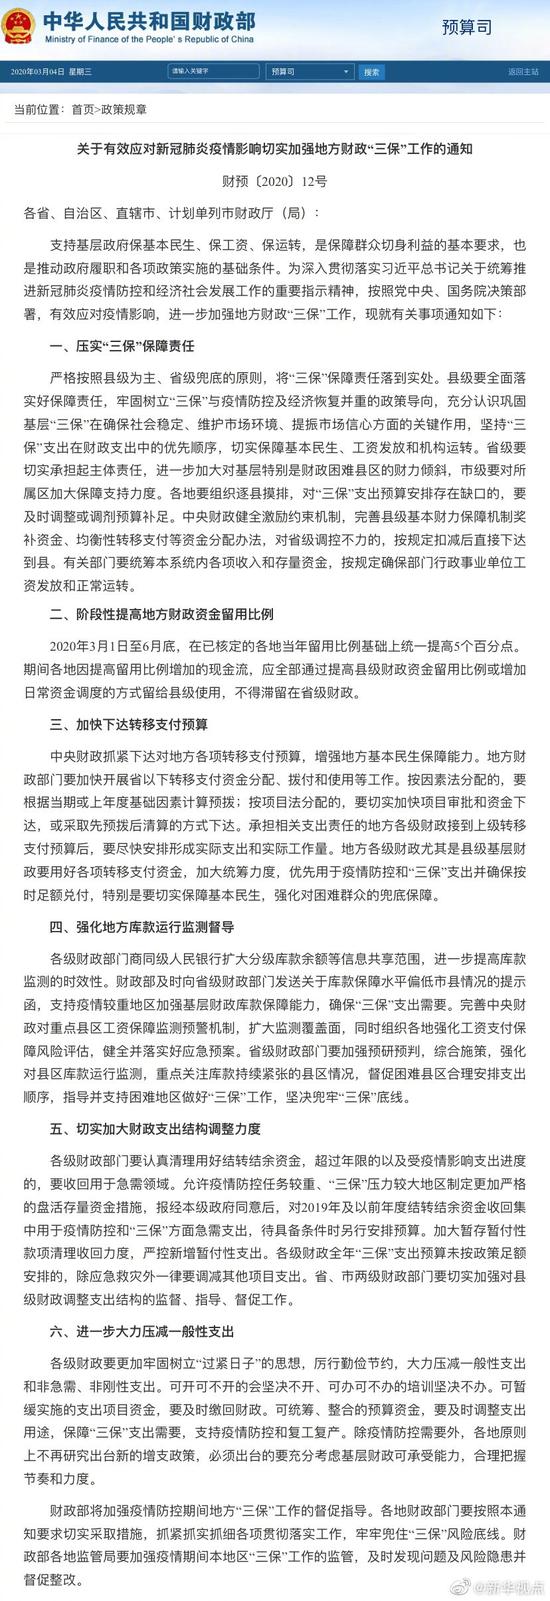 中华人民共和国财政部
Ministry of Finance of the People's Republic of China
预算司
2020年03月04日 星期三
请输入关键字
预算司
搜索
返回主站
当前位置：首页>政策规章
关于有效应对新冠肺炎疫情影响切实加强地方财政“三保”工作的通知
财预〔2020〕12号
各省、自治区、直辖市、计划单列市财政厅（局）：
支持基层政府保基本民生、保工资、保运转，是保障群众切身利益的基本要求，也
是推动政府履职和各项政策实施的基础条件。为深入贯彻落实习近平总书记关于统筹推
进新冠肺炎疫情防控和经济社会发展工作的重要指示精神，按照党中央、国务院决策部
署，有效应对疫情影响，进一步加强地方财政“三保”工作，现就有关事项通知如下：
一、压实“三保”保障责任
严格按照县级为主、省级兜底的原则，将“三保”保障责任落到实处。县级要全面落
实好保障责任，牢固树立“三保”与疫情防控及经济恢复并重的政策导向，充分认识巩固
基层“三保”在确保社会稳定、维护市场环境、提振市场信心方面的关键作用，坚持“三
保”支出在财政支出中的优先顺序，切实保障基本民生、工资发放和机构运转。省级要
切实承担起主体责任，进一步加大对基层特别是财政困难县区的财力倾斜，市级要对所
属区加大保障支持力度。各地要组织逐县摸排，对“三保”支出预算安排存在缺口的，要
及时调整或调剂预算补足。中央财政健全激励约束机制，完善县级基本财力保障机制奖
补资金、均衡性转移支付等资金分配办法，对省级调控不力的，按规定扣减后直接下达
到县。有关部门要统筹本系统内各项收入和存量资金，按规定确保部门行政事业单位工
资发放和正常运转。
二、阶段性提高地方财政资金留用比例
2020年3月1日至6月底，在已核定的各地当年留用比例基础上统一提高5个百分点。
期间各地因提高留用比例增加的现金流，应全部通过提高县级财政资金留用比例或增加
日常资金调度的方式留给县级使用，不得滞留在省级财政。
三、加快下达转移支付预算
中央财政抓紧下达对地方各项转移支付预算，增强地方基本民生保障能力。地方财
政部门要加快开展省以下转移支付资金分配、拨付和使用等工作。按因素法分配的，要
根据当期或上年度基础因素计算预拨；按项目法分配的，要切实加快项目审批和资金下
达，或采取先预拨后清算的方式下达。承担相关支出责任的地方各级财政接到上级转移
支付预算后，要尽快安排形成实际支出和实际工作量。地方各级财政尤其是县级基层财
政要用好各项转移支付资金，加大统筹力度，优先用于疫情防控和“三保”支出并确保按
时足额兑付，特别是要切实保障基本民生，强化对困难群众的兜底保障。
四、强化地方库款运行监测督导
各级财政部门商同级人民银行扩大分级库款余额等信息共享范围，进一步提高库款
监测的时效性。财政部及时向省级财政部门发送关于库款保障水平偏低市县情况的提示
函，支持疫情较重地区加强基层财政库款保障能力，确保“三保”支出需要。完善中央财
政对重点县区工资保障监测预警机制，扩大监测覆盖面，同时组织各地强化工资支付保
障风险评估，健全并落实好应急预案。省级财政部门要加强预研预判，综合施策，强化
对县区库款运行监测，重点关注库款持续紧张的县区情况，督促困难县区合理安排支出
顺序，指导并支持困难地区做好“三保”工作，坚决兜牢“三保”底线。
五、切实加大财政支出结构调整力度
各级财政部门要认真清理用好结转结余资金，超过年限的以及受疫情影响支出进度
的，要收回用于急需领域。允许疫情防控任务较重、“三保”压力较大地区制定更加严格
的盘活存量资金措施，报经本级政府同意后，对2019年及以前年度结转结余资金收回集
中用于疫情防控和“三保”方面急需支出，待具备条件时另行安排预算。加大暂存暂付性
款项清理收回力度，严控新增暂付性支出。各级财政全年“三保”支出预算未按政策足额
安排的，除应急救灾外一律要调减其他项目支出。省、市两级财政部门要切实加强对县
级财政调整支出结构的监督、指导、督促工作。
六、进一步大力压减一般性支出
各级财政要更加牢固树立“过紧日子”的思想，厉行勤俭节约，大力压减一般性支出
和非急需、非刚性支出。可开可不开的会坚决不开、可办可不办的培训坚决不办。可暂
缓实施的支出项目资金，要及时缴回财政。可统筹、整合的预算资金，要及时调整支出
用途，保障“三保”支出需要，支持疫情防控和复工复产。除疫情防控需要外，各地原则
上不再研究出台新的增支政策，必须出台的要充分考虑基层财政可承受能力，合理把握
节奏和力度。
财政部将加强疫情防控期间地方“三保”工作的督促指导。各地财政部门要按照本通
知要求切实采取措施，抓紧抓实抓细各项贯彻落实工作，牢牢兜住“三保”风险底线。财
政部各地监管局要加强疫情期间本地区“三保”工作的监管，及时发现问题及风险隐患并
督促整改。
@新华视点